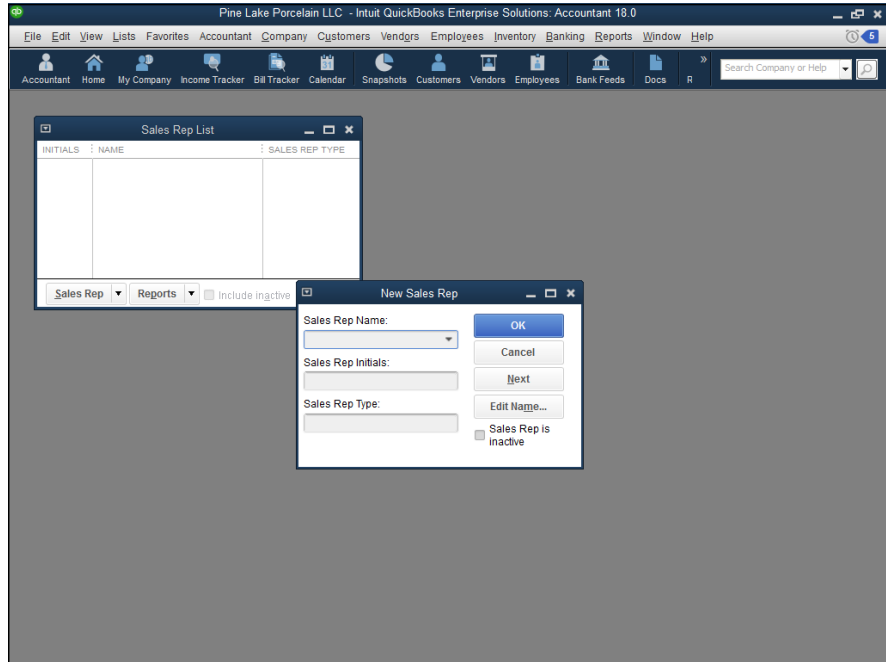 qb Pine Lake Porcelain LLC - Intuit QuickBooks Enterprise Solutions: Accountant 18.0
File Edit View Lists Favorites Accountant Company Customers Vendors Employees Inventory Banking Reports Window Help 5
Accountant Home My Company Income Tracker Bill Tracker 31 Calendar Snapshots Customers Vendors Employees Bank Feeds Docs R » Search Company or Help
Sales Rep List
INITIALS NAME SALES REP TYPE
Sales Rep Reports Include inactive
New Sales Rep
Sales Rep Name:
OK
Cancel
Sales Rep Initials:
Next
Sales Rep Type:
Edit Name...
Sales Rep is
inactive